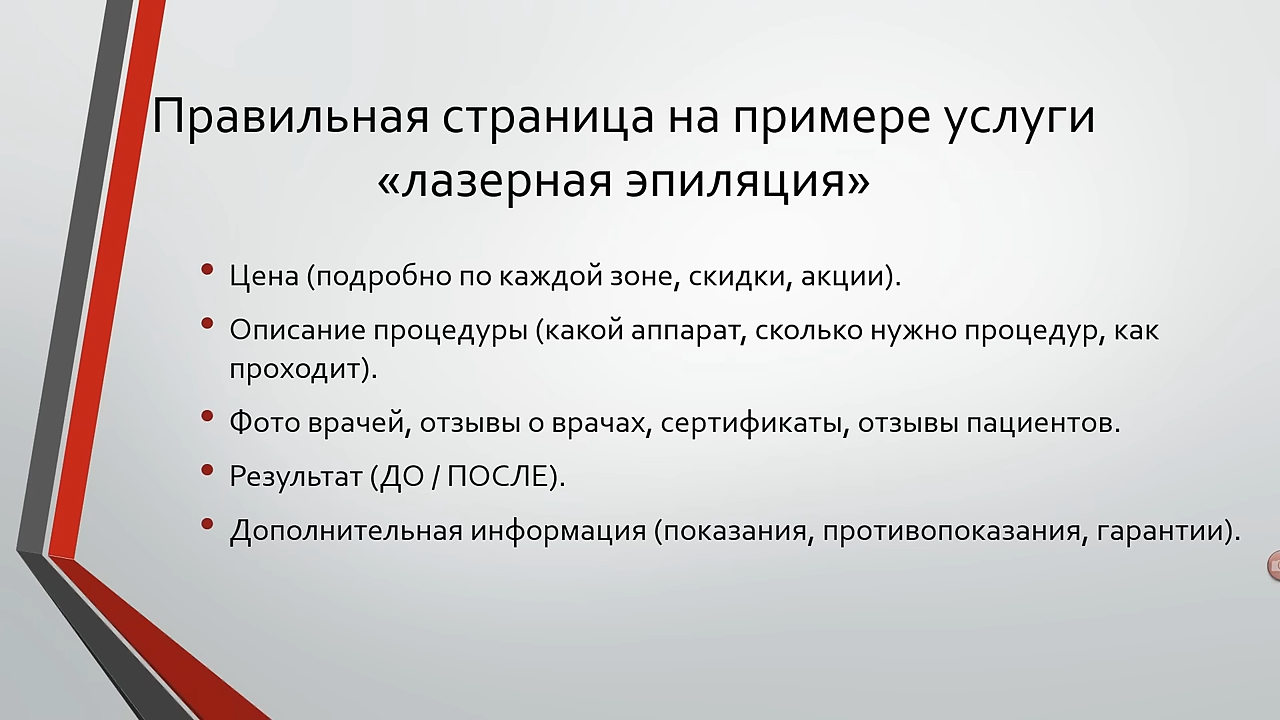 Правильная страница на примере услуги
«лазерная эпиляция»
• Цена (подробно по каждой зоне, скидки, акции).
• Описание процедуры (какой аппарат, сколько нужно процедур, как
проходит).
• Фото врачей, отзывы о врачах, сертификаты, отзывы пациентов.
• Результат (ДО / ПОСЛЕ).
• Дополнительная информация (показания, противопоказания, гарантии).